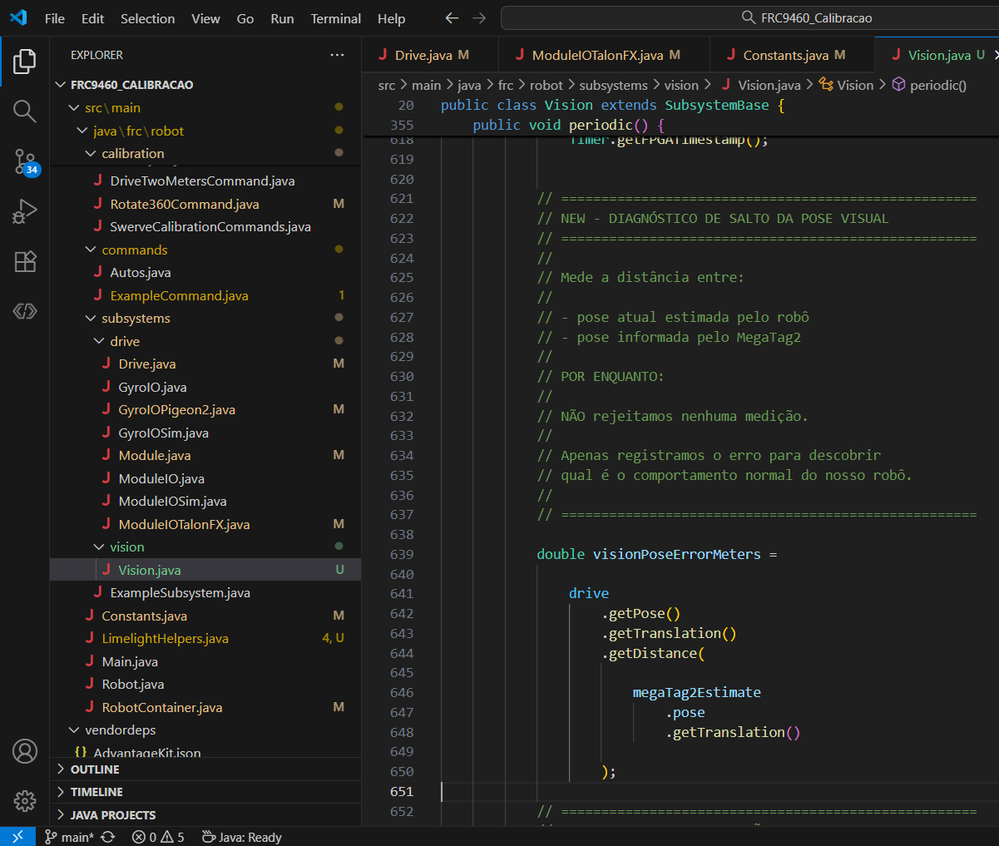 File Edit Selection View Go Run Terminal Help
FRC9460_Calibracao
EXPLORER
FRC9460_CALIBRACAO
src\main
java\frc\robot
calibration
DriveTwoMetersCommand.java
Rotate360Command.java M
SwerveCalibrationCommands.java
commands
Autos.java
ExampleCommand.java 1
subsystems
drive
Drive.java M
GyroIO.java
GyroIOPigeon2.java M
GyroIOSim.java
Module.java M
ModuleIO.java
ModuleIOSim.java
ModuleIOTalonFX.java M
vision
Vision.java U
ExampleSubsystem.java
Constants.java M
LimelightHelpers.java 4, U
Main.java
Robot.java
RobotContainer.java M
vendordeps
{} AdvantageKit.json
OUTLINE
TIMELINE
JAVA PROJECTS
34
Drive.java M
ModuleIOTalonFX.java M
Constants.java M
Vision.java U
src > main > java > frc > robot > subsystems > vision > Vision.java > Vision > periodic()
20 public class Vision extends SubsystemBase {
355 public void periodic() {
618 Timer.getFPGATimestamp();
619
620
621 // ====================================================
622 // NEW - DIAGNÓSTICO DE SALTO DA POSE VISUAL
623 // ====================================================
624 //
625 // Mede a distância entre:
626 //
627 // - pose atual estimada pelo robô
628 // - pose informada pelo MegaTag2
629 //
630 // POR ENQUANTO:
631 //
632 // NÃO rejeitamos nenhuma medição.
633 //
634 // Apenas registramos o erro para descobrir
635 // qual é o comportamento normal do nosso robô.
636 //
637 // ====================================================
638
639 double visionPoseErrorMeters =
640
641 drive
642 .getPose()
643 .getTranslation()
644 .getDistance(
645
646 megaTag2Estimate
647 .pose
648 .getTranslation()
649
650 );
651
652 // ====================================================
main* 0 5 Java: Ready